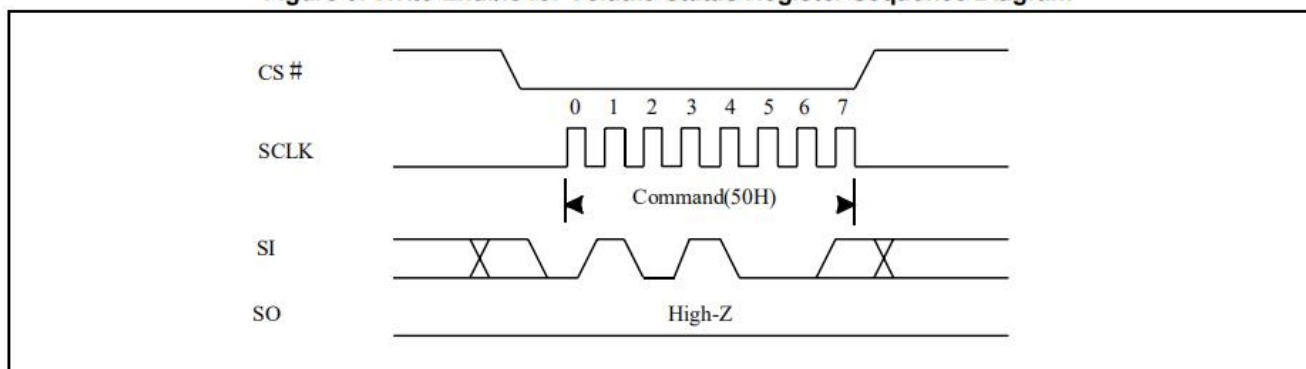 CS #
0 1 2 3 4 5 6 7
SCLK
Command(50H)
SI
SO
High-Z